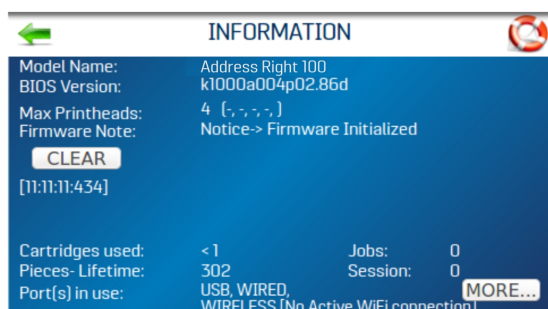 INFORMATION
Model Name: Address Right 100
BIOS Version: k1000a004p02.86d
Max Printheads: 4 (-, -, -, -, )
Firmware Note: Notice-> Firmware Initialized
CLEAR
[11:11:11:434]
Cartridges used: <1 Jobs: 0
Pieces- Lifetime: 302 Session: 0
Port(s) in use: USB, WIRED, MORE...
WIRELESS [No Active WiFi connection]